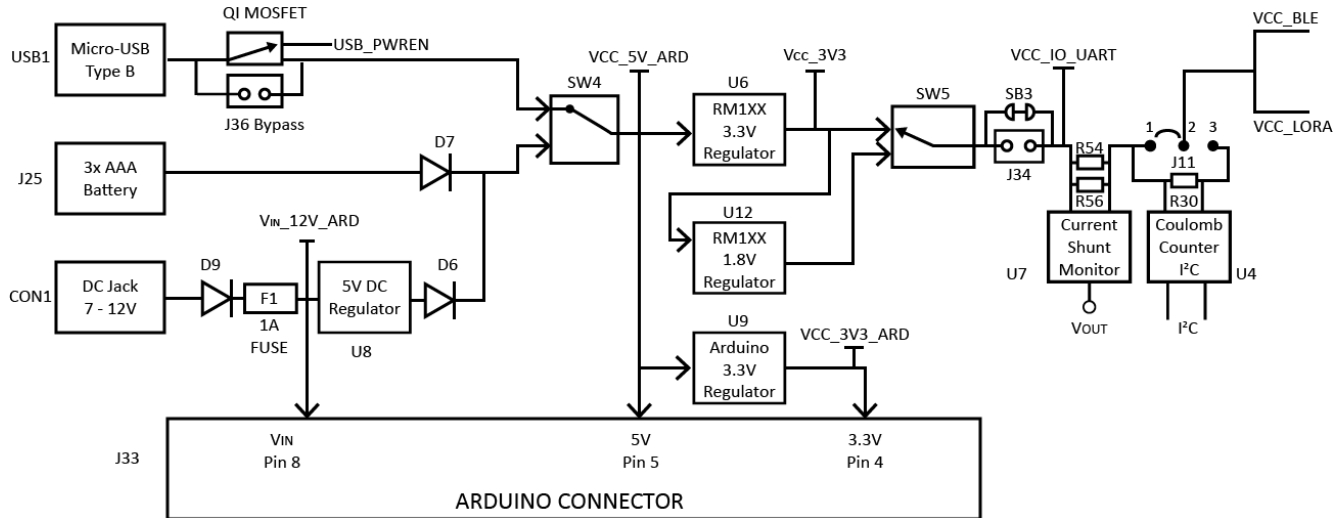 QI MOSFET
USB_PWREN
USB1
Micro-USB
Type B
J36 Bypass
VCC_5V_ARD
SW4
U6
RM1XX
3.3V
Regulator
Vcc_3V3
SW5
VCC_IO_UART
SB3
J34
R54
R56
VCC_BLE
VCC_LORA
1
2
3
J11
R30
J25
3x AAA
Battery
D7
VIN_12V_ARD
U12
RM1XX
1.8V
Regulator
Current
Shunt
Monitor
U7
VOUT
Coulomb
Counter
I²C
U4
I²C
CON1
DC Jack
7 - 12V
D9
F1
1A
FUSE
5V DC
Regulator
U8
D6
U9
Arduino
3.3V
Regulator
VCC_3V3_ARD
J33
VIN
Pin 8
5V
Pin 5
3.3V
Pin 4
ARDUINO CONNECTOR